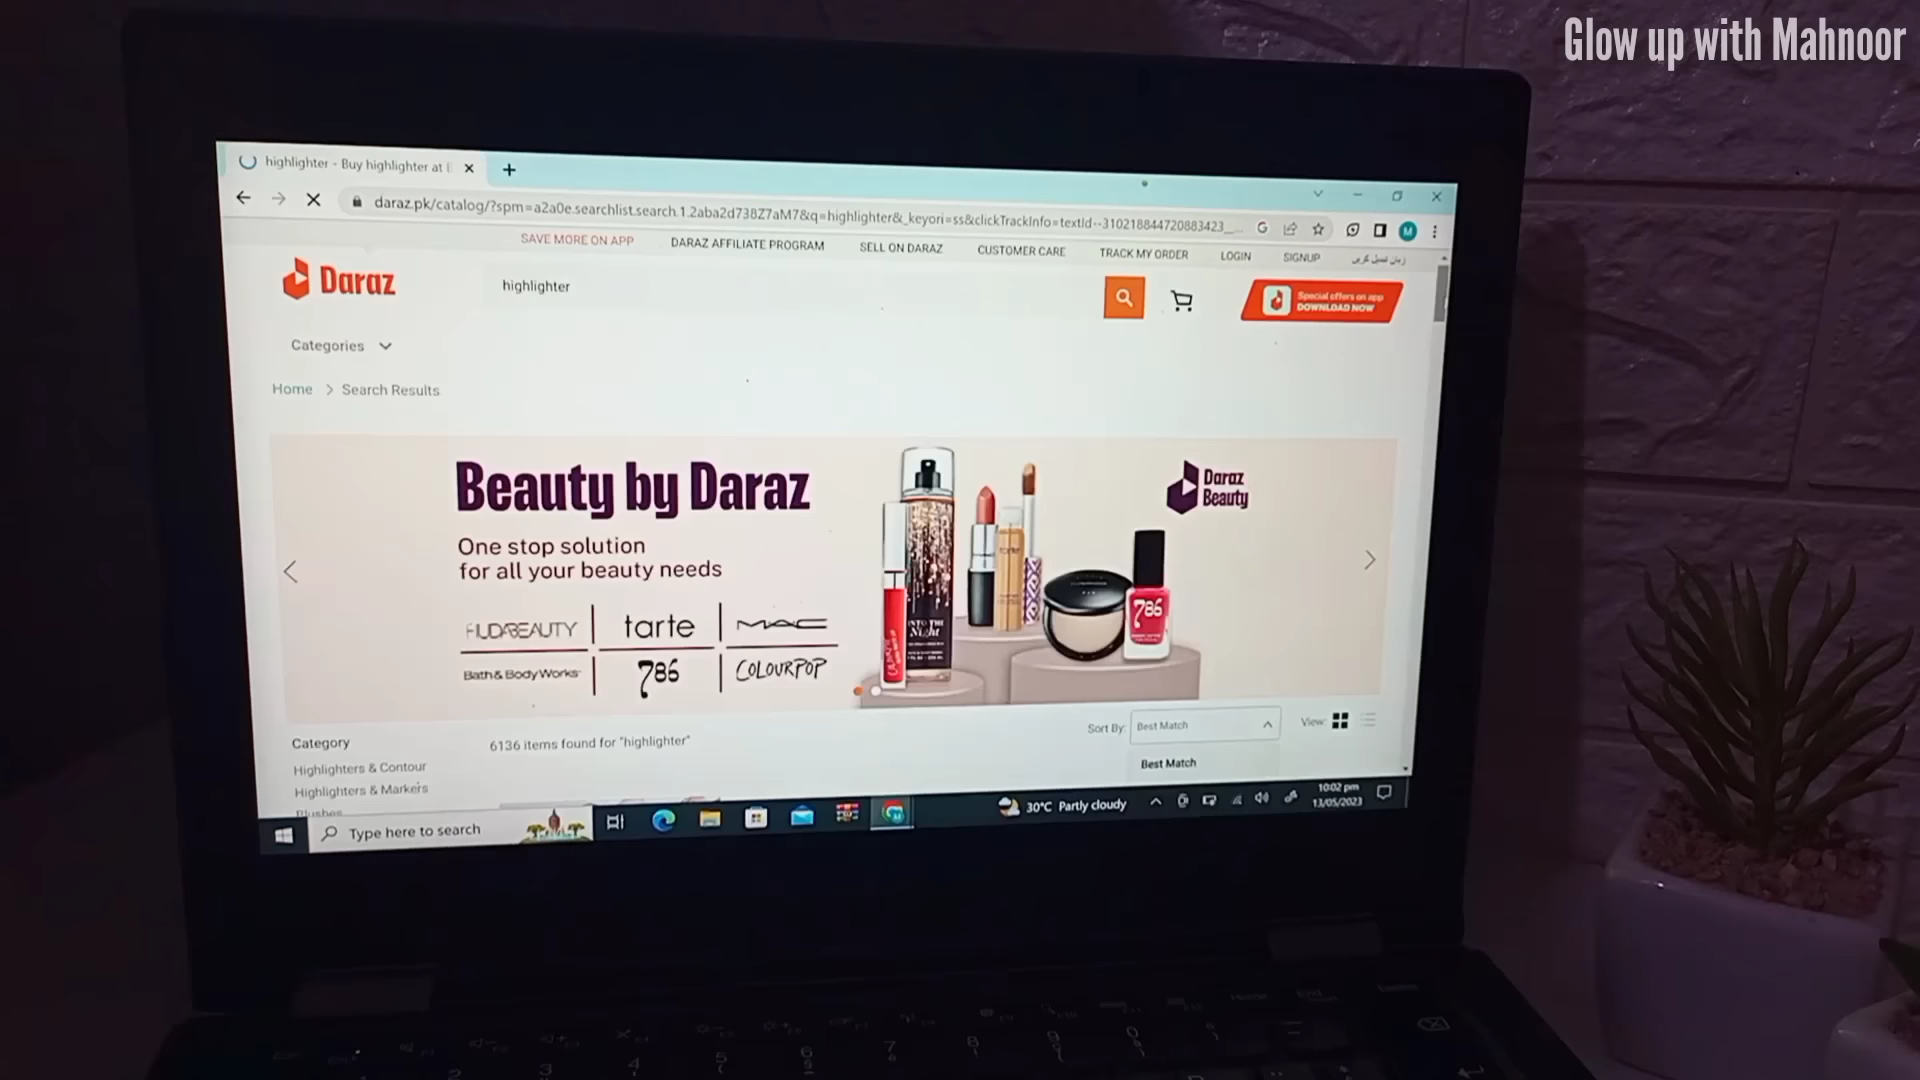 Glow up with Mahnoor
highlighter - Buy highlighter at
daraz.pk/catalog/?spm=a2a0e.searchlist.search.1.2aba2d738Z7aM7&q=highlighter&_keyori=ss&clickTrackInfo=textId--310218844720883423__...
SAVE MORE ON APP DARAZ AFFILIATE PROGRAM SELL ON DARAZ CUSTOMER CARE TRACK MY ORDER LOGIN SIGNUP
Daraz
highlighter
Special offers on app
DOWNLOAD NOW
Categories
Home > Search Results
Beauty by Daraz
Daraz
Beauty
One stop solution
for all your beauty needs
HUDABEAUTY tarte MAC
Bath & Body Works 786 COLOURPOP
INTO THE
Night
786
Sort By: Best Match View:
Category
6136 items found for "highlighter"
Best Match
Highlighters & Contour
Highlighters & Markers
Blushes
Type here to search
30°C Partly cloudy
10:02 pm
13/05/2023